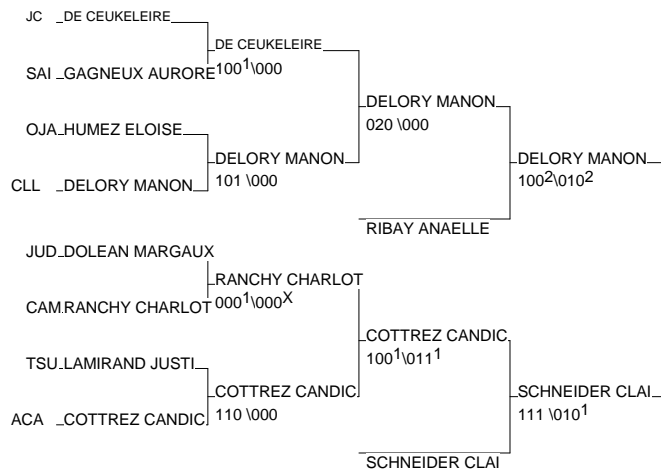 JC DE CEUKELEIRE
DE CEUKELEIRE
SAI GAGNEUX AURORE 100¹\000
DELORY MANON
020 \000
OJA HUMEZ ELOISE
DELORY MANON
101 \000
DELORY MANON
100²\010²
CLL DELORY MANON
RIBAY ANAELLE
JUD DOLEAN MARGAUX
RANCHY CHARLOT
CAM RANCHY CHARLOT 000¹\000X
COTTREZ CANDIC
100¹\011¹
TSU LAMIRAND JUSTI
COTTREZ CANDIC
110 \000
SCHNEIDER CLAI
111 \010¹
ACA COTTREZ CANDIC
SCHNEIDER CLAI